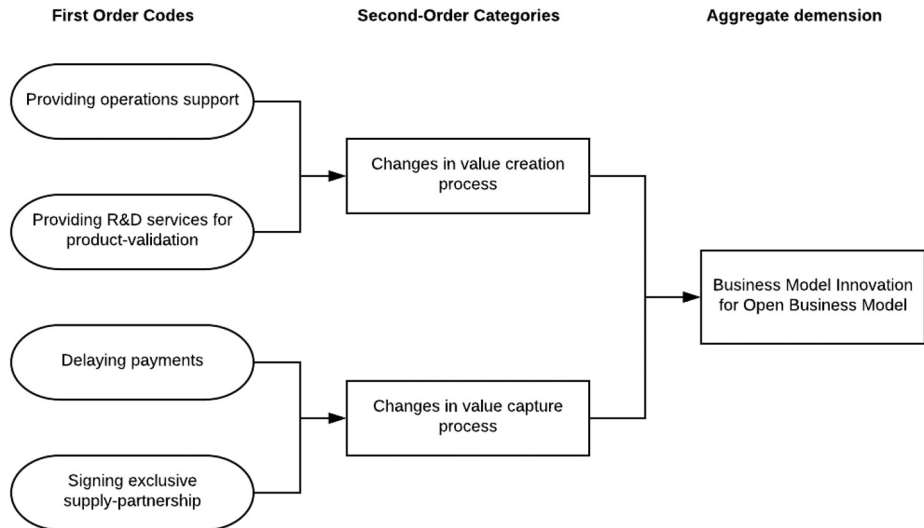 First Order Codes
Second-Order Categories
Aggregate demension
Providing operations support
Providing R&D services for
product-validation
Delaying payments
Signing exclusive
supply-partnership
Changes in value creation
process
Changes in value capture
process
Business Model Innovation
for Open Business Model